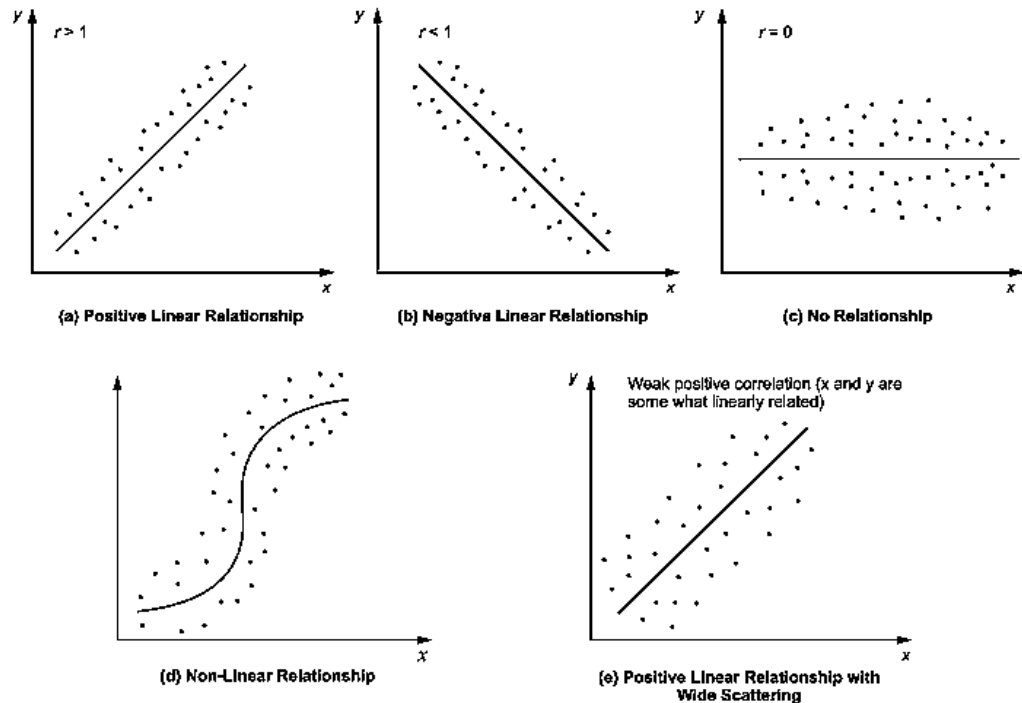 y
r > 1
x
(a) Positive Linear Relationship
y
r < 1
x
(b) Negative Linear Relationship
y
r = 0
x
(c) No Relationship
x
(d) Non-Linear Relationship
y
Weak positive correlation (x and y are
some what linearly related)
x
(e) Positive Linear Relationship with
Wide Scattering